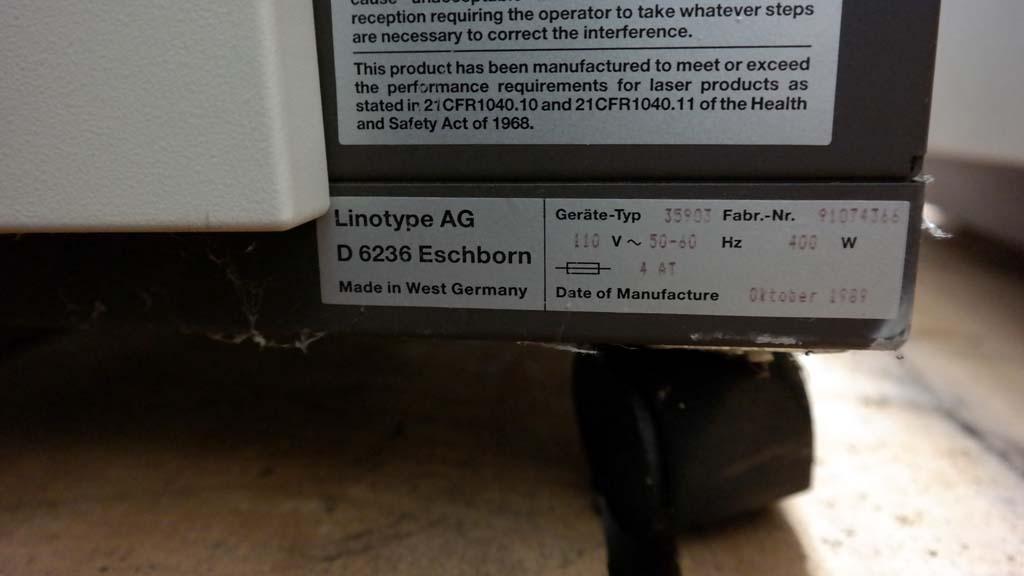 reception requiring the operator to take whatever steps
are necessary to correct the interference.
This product has been manufactured to meet or exceed
the performance requirements for laser products as
stated in 21CFR1040.10 and 21CFR1040.11 of the Health
and Safety Act of 1968.
Linotype AG
D 6236 Eschborn
Made in West Germany
Geräte-Typ 35903 Fabr.-Nr. 91074366
110 V ~ 50-60 Hz 400 W
4 AT
Date of Manufacture Oktober 1989